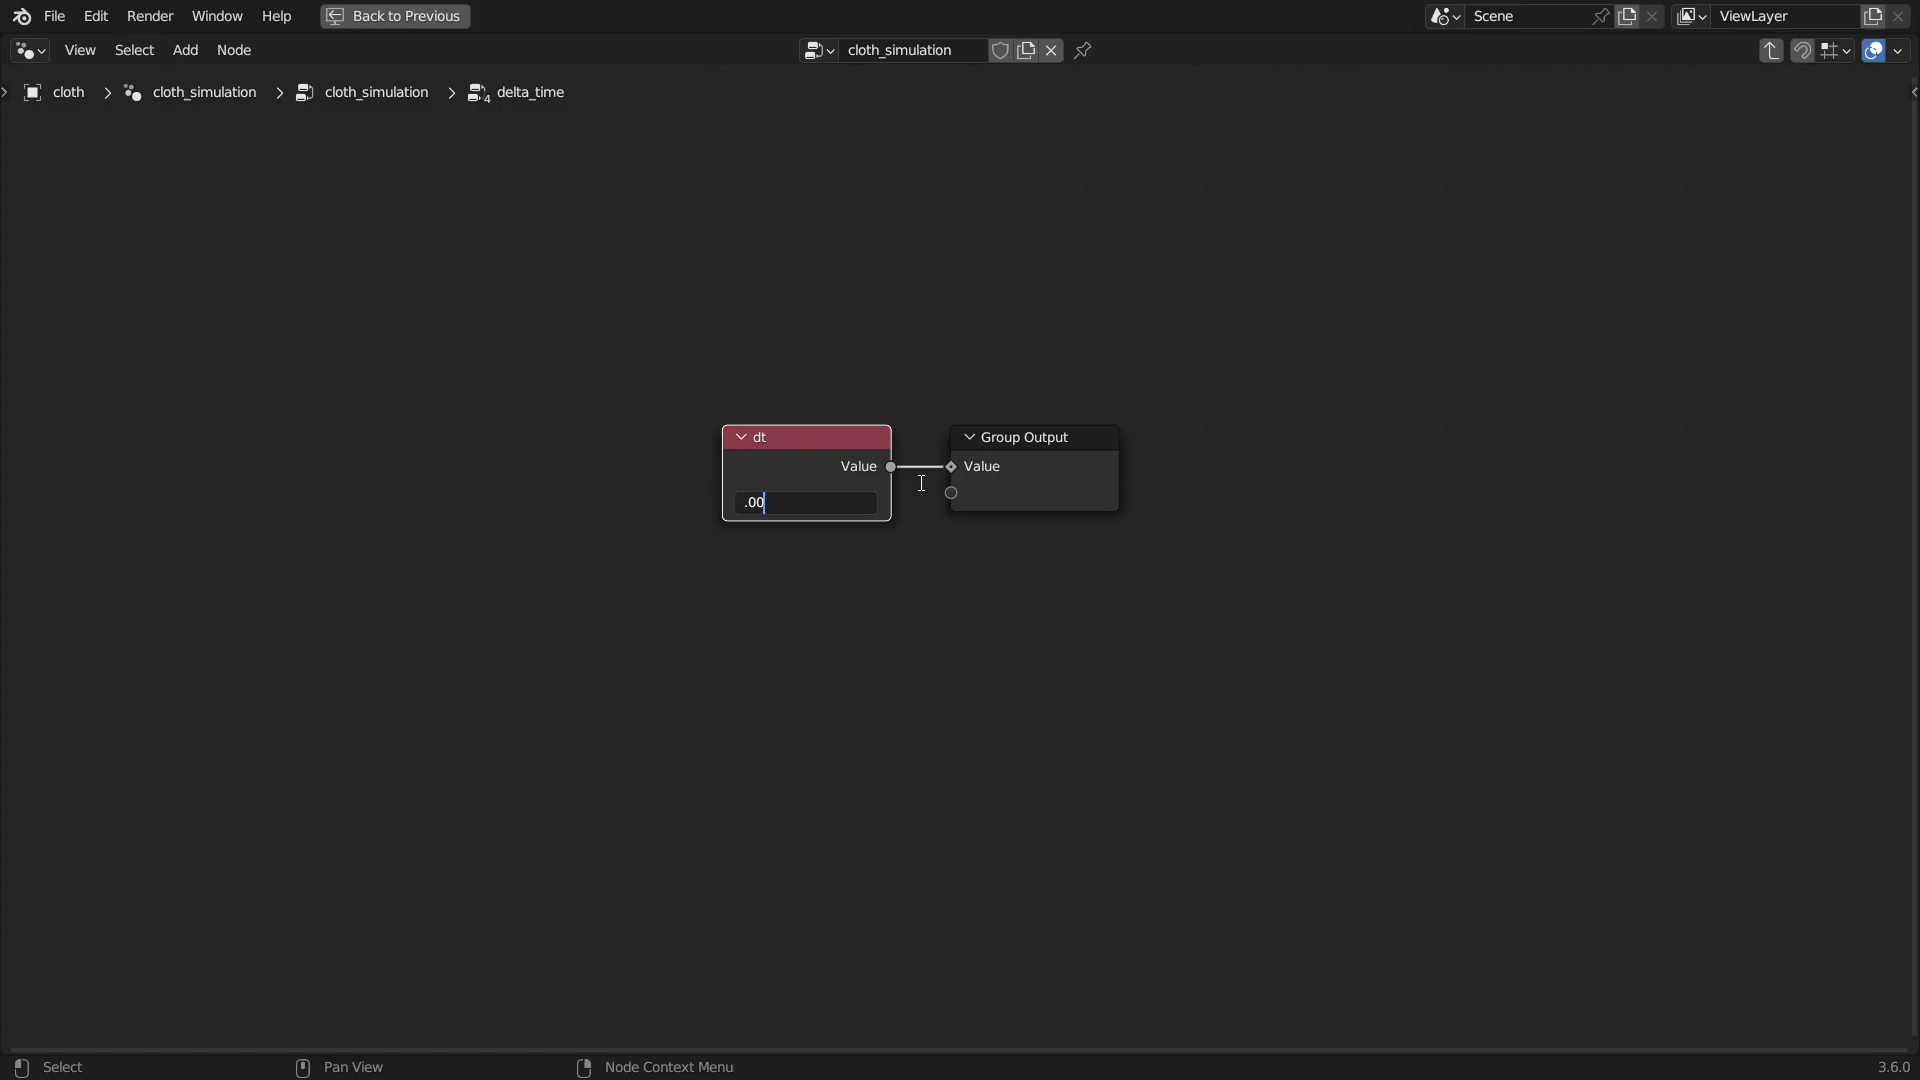 File Edit Render Window Help Back to Previous Scene ViewLayer
View Select Add Node cloth_simulation
cloth cloth_simulation cloth_simulation 4 delta_time
dt Group Output
Value Value
.00
Select Pan View Node Context Menu 3.6.0